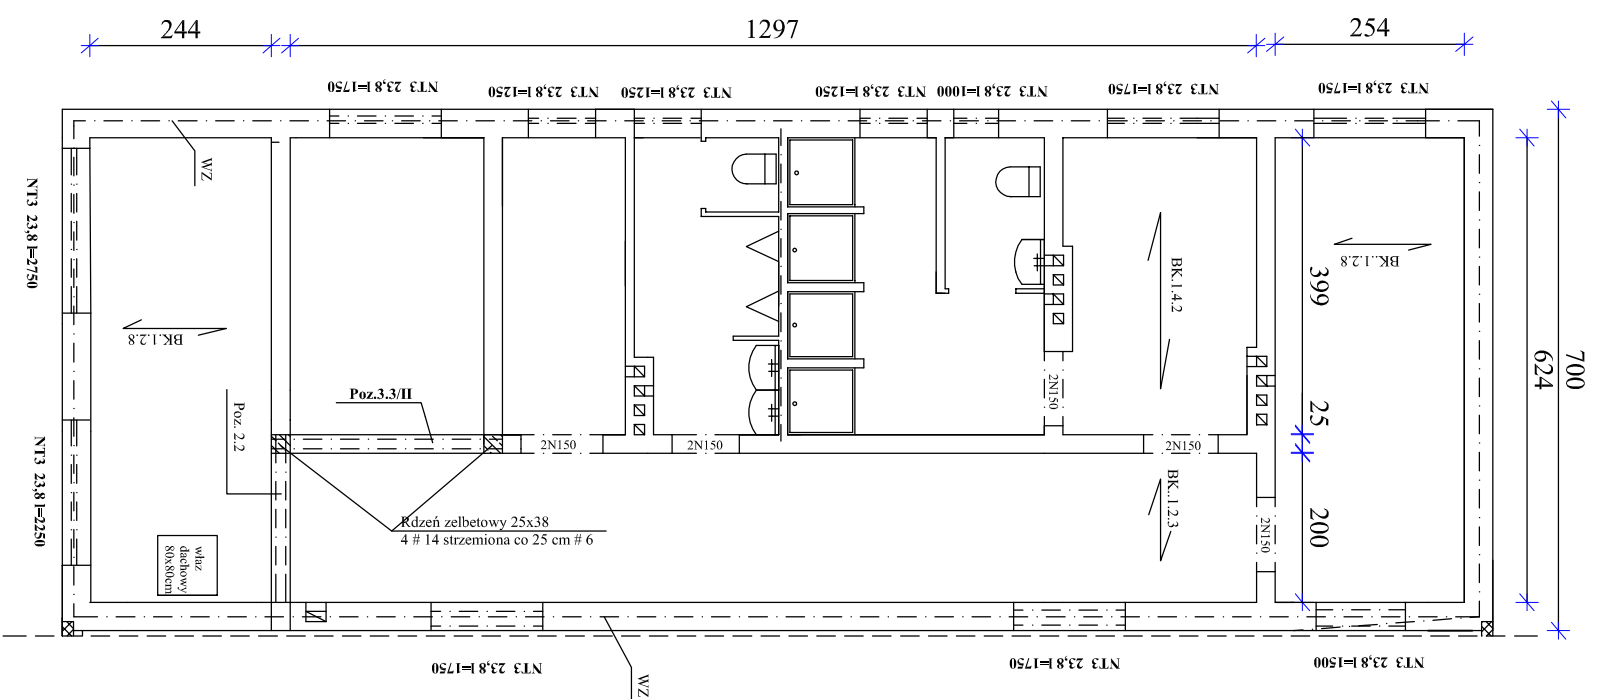 244
1297
254
NT3 23,8 l=1750
NT3 23,8 l=1250
NT3 23,8 l=1250
NT3 23,8 l=1250
NT3 23,8 l=1000
NT3 23,8 l=1750
NT3 23,8 l=1750
WZ
NT3 23,8 l=2750
BK..1.2.8
BK.1.4.2
BK..1.2.8
399
700
624
Poz.3.3/II
Poz. 2.2
2N150
25
NT3 23,8 l=2250
2N150
2N150
2N150
BK..1.2.3
200
2N150
Rdzeń zelbetowy 25x38
4 # 14 strzemiona co 25 cm # 6
właz
dachowy
80x80cm
NT3 23,8 l=1750
NT3 23,8 l=1750
NT3 23,8 l=1500
WZ